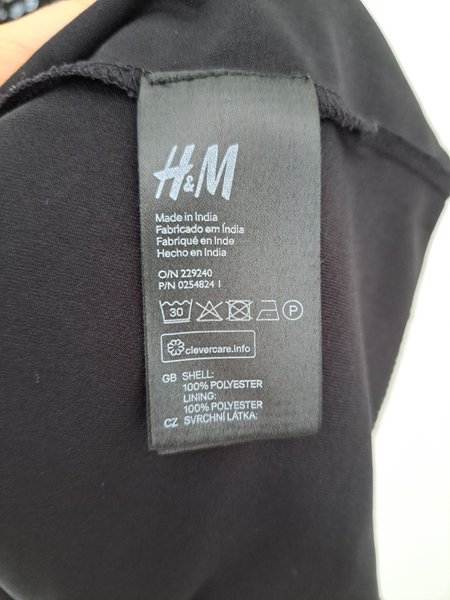 H&M
Made in India
Fabricado em Índia
Fabriqué en Inde
Hecho en India
O/N 229240
P/N 0254824 1
30 P
clevercare.info
GB SHELL:
100% POLYESTER
LINING:
100% POLYESTER
CZ SVRCHNÍ LÁTKA: